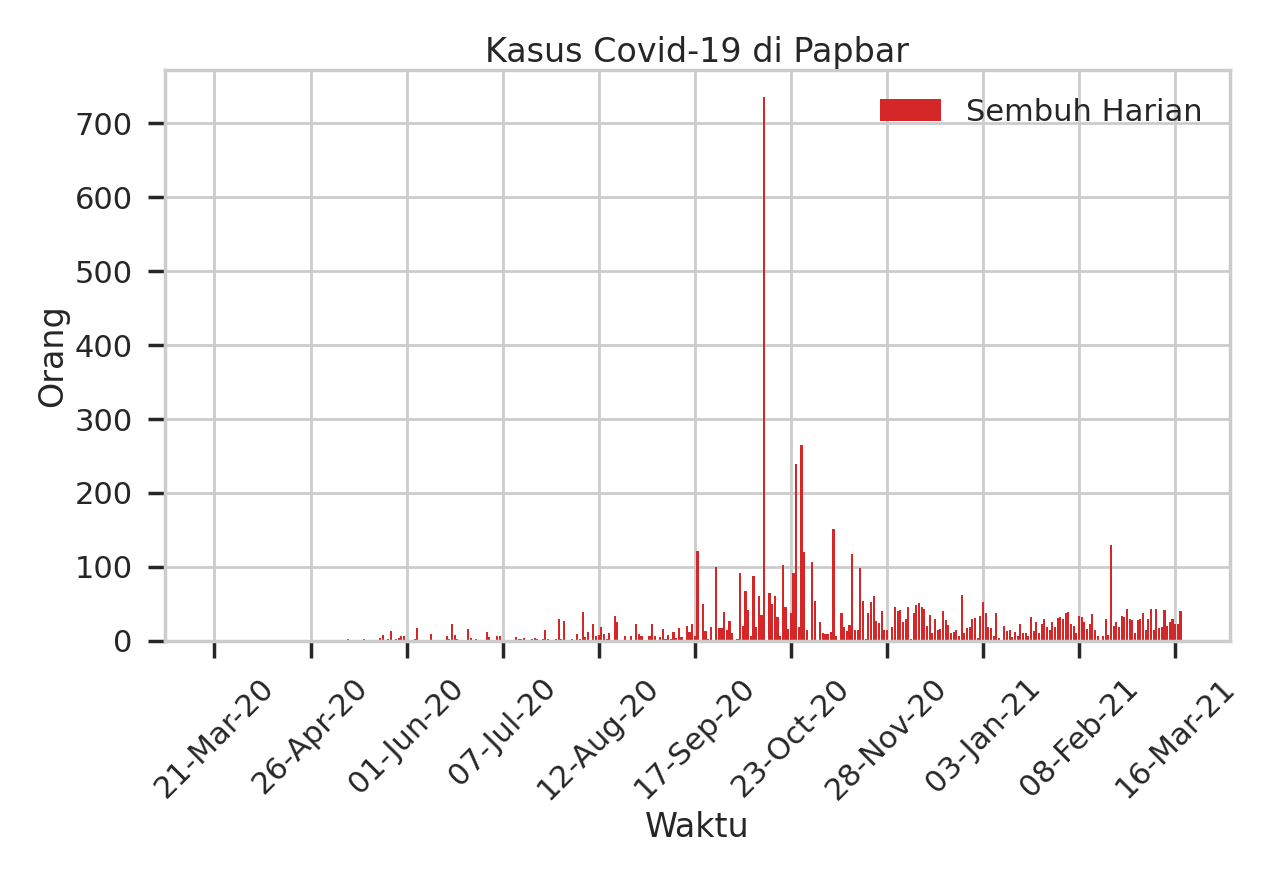 Kasus Covid-19 di Papbar
Sembuh Harian
700
600
500
400
300
200
100
0
Orang
21-Mar-20
26-Apr-20
01-Jun-20
07-Jul-20
12-Aug-20
17-Sep-20
23-Oct-20
28-Nov-20
03-Jan-21
08-Feb-21
16-Mar-21
Waktu